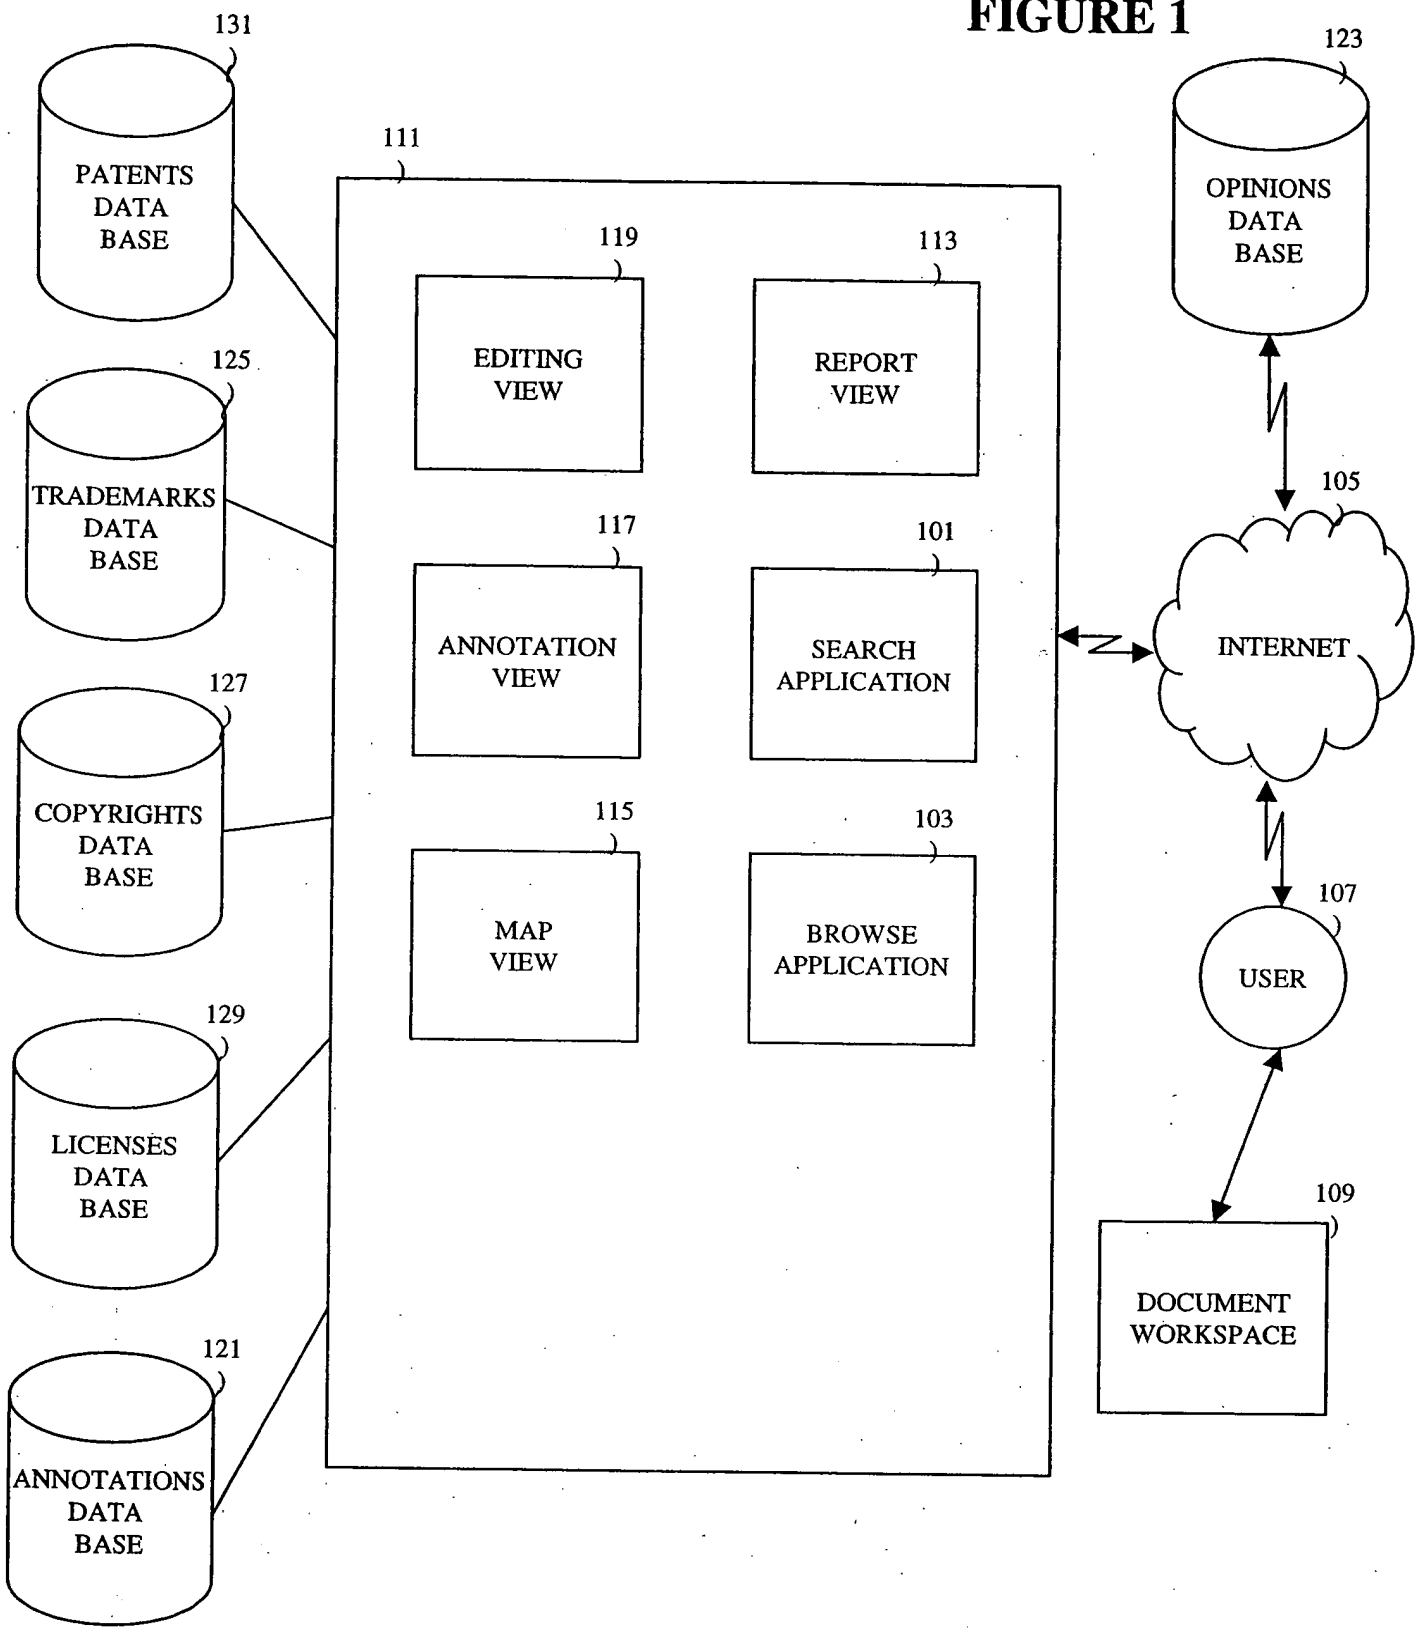 FIGURE 1
131
PATENTS
DATA
BASE
125
TRADEMARKS
DATA
BASE
127
COPYRIGHTS
DATA
BASE
129
LICENSES
DATA
BASE
121
ANNOTATIONS
DATA
BASE
111
119
EDITING
VIEW
113
REPORT
VIEW
117
ANNOTATION
VIEW
101
SEARCH
APPLICATION
115
MAP
VIEW
103
BROWSE
APPLICATION
123
OPINIONS
DATA
BASE
105
INTERNET
107
USER
109
DOCUMENT
WORKSPACE